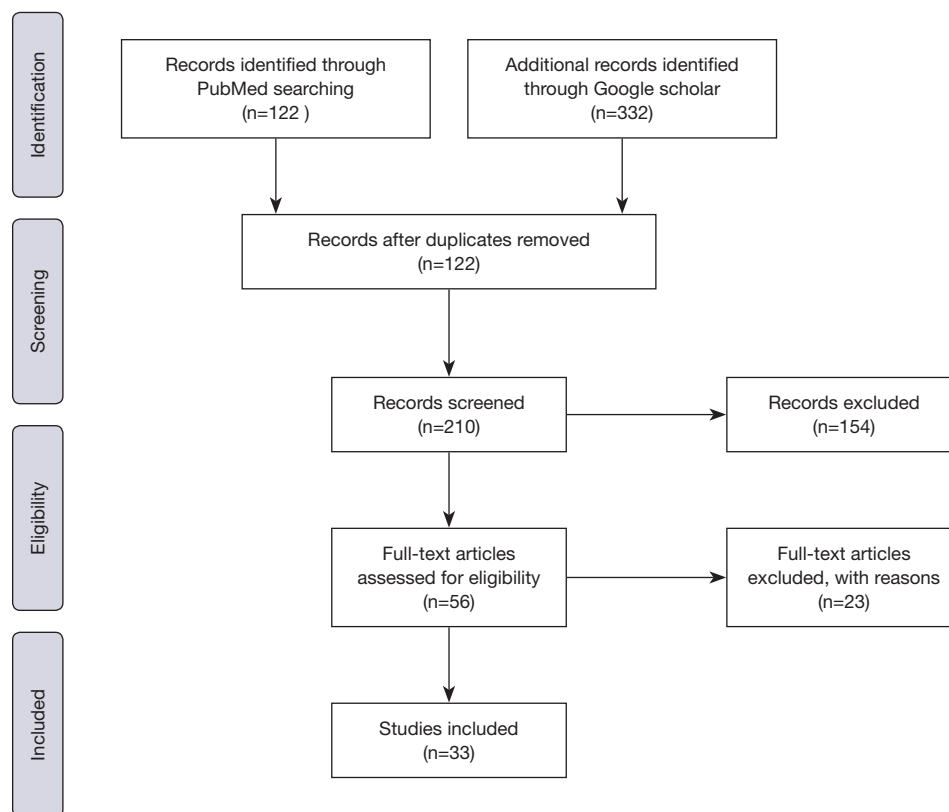 Identification
Records identified through
PubMed searching
(n=122 )
Additional records identified
through Google scholar
(n=332)
Screening
Records after duplicates removed
(n=122)
Records screened
(n=210)
Records excluded
(n=154)
Eligibility
Full-text articles
assessed for eligibility
(n=56)
Full-text articles
excluded, with reasons
(n=23)
Included
Studies included
(n=33)